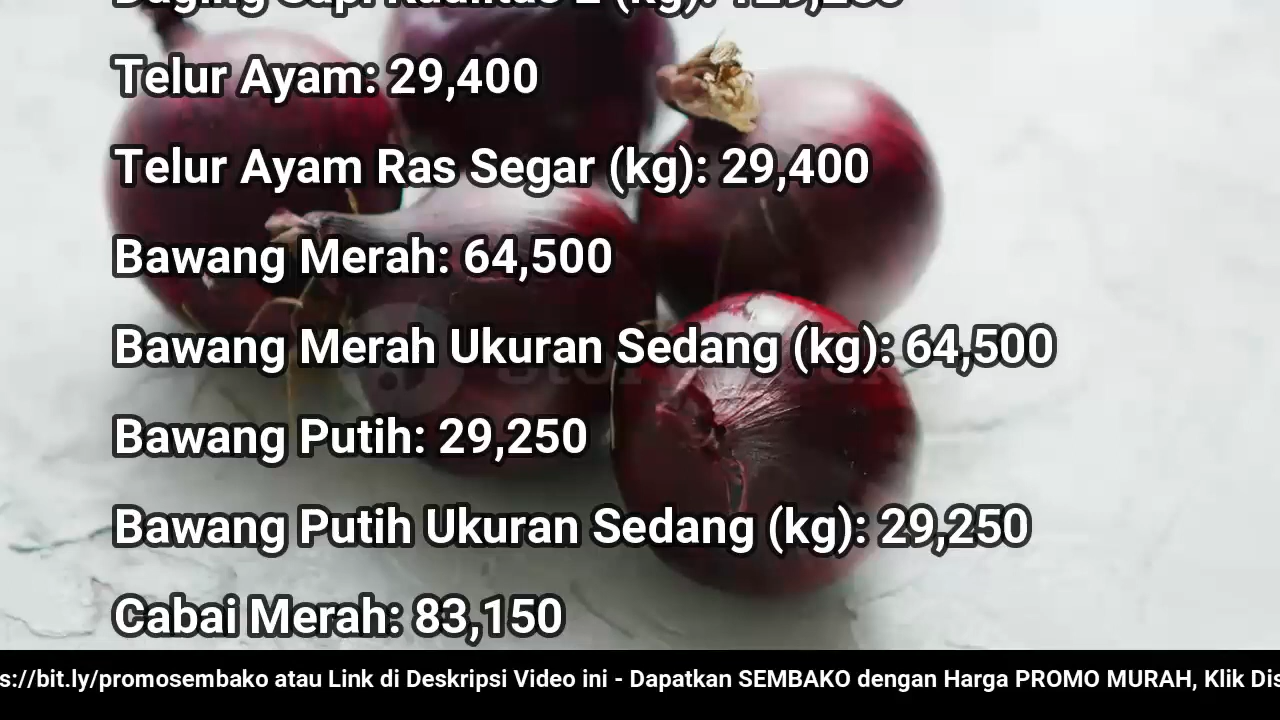 Telur Ayam: 29,400
Telur Ayam Ras Segar (kg): 29,400
Bawang Merah: 64,500
Bawang Merah Ukuran Sedang (kg): 64,500
Bawang Putih: 29,250
Bawang Putih Ukuran Sedang (kg): 29,250
Cabai Merah: 83,150
s://bit.ly/promosembako atau Link di Deskripsi Video ini - Dapatkan SEMBAKO dengan Harga PROMO MURAH, Klik Dis